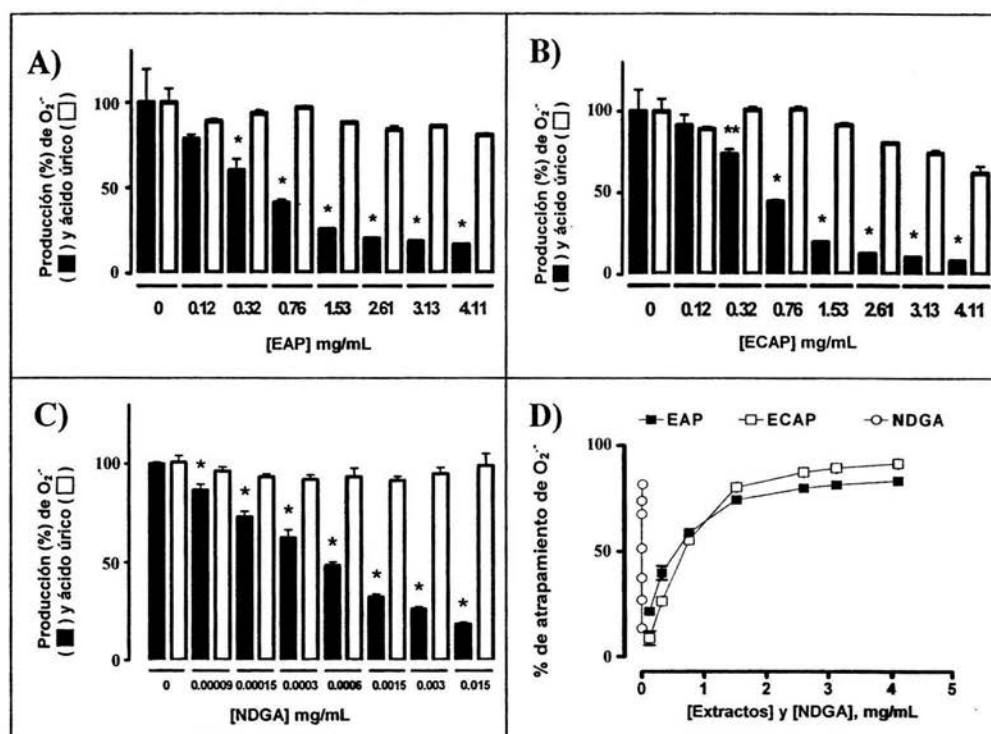 A)
Producción (%) de O₂·-
( ■ ) y ácido úrico ( □ )
100
50
0
*
*
*
*
*
*
0 0.12 0.32 0.76 1.53 2.61 3.13 4.11
[EAP] mg/mL
B)
Producción (%) de O₂·-
( ■ ) y ácido úrico ( □ )
100
50
0
**
*
*
*
*
*
0 0.12 0.32 0.76 1.53 2.61 3.13 4.11
[ECAP] mg/mL
C)
Producción (%) de O₂·-
( ■ ) y ácido úrico ( □ )
100
50
0
*
*
*
*
*
*
*
0 0.00009 0.00015 0.0003 0.0006 0.0015 0.003 0.015
[NDGA] mg/mL
D)
EAP ECAP NDGA
% de atrapamiento de O₂·-
100
50
0
0 1 2 3 4 5
[Extractos] y [NDGA], mg/mL